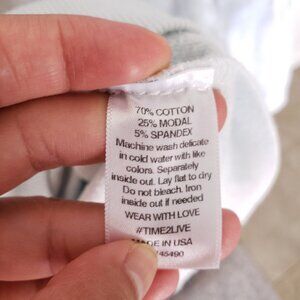 70% COTTON
25% MODAL
5% SPANDEX
Machine wash delicate
in cold water with like
colors. Separately
inside out. Lay flat to dry
Do not bleach. Iron
inside out if needed
WEAR WITH LOVE
#TIME2LIVE
MADE IN USA
45490